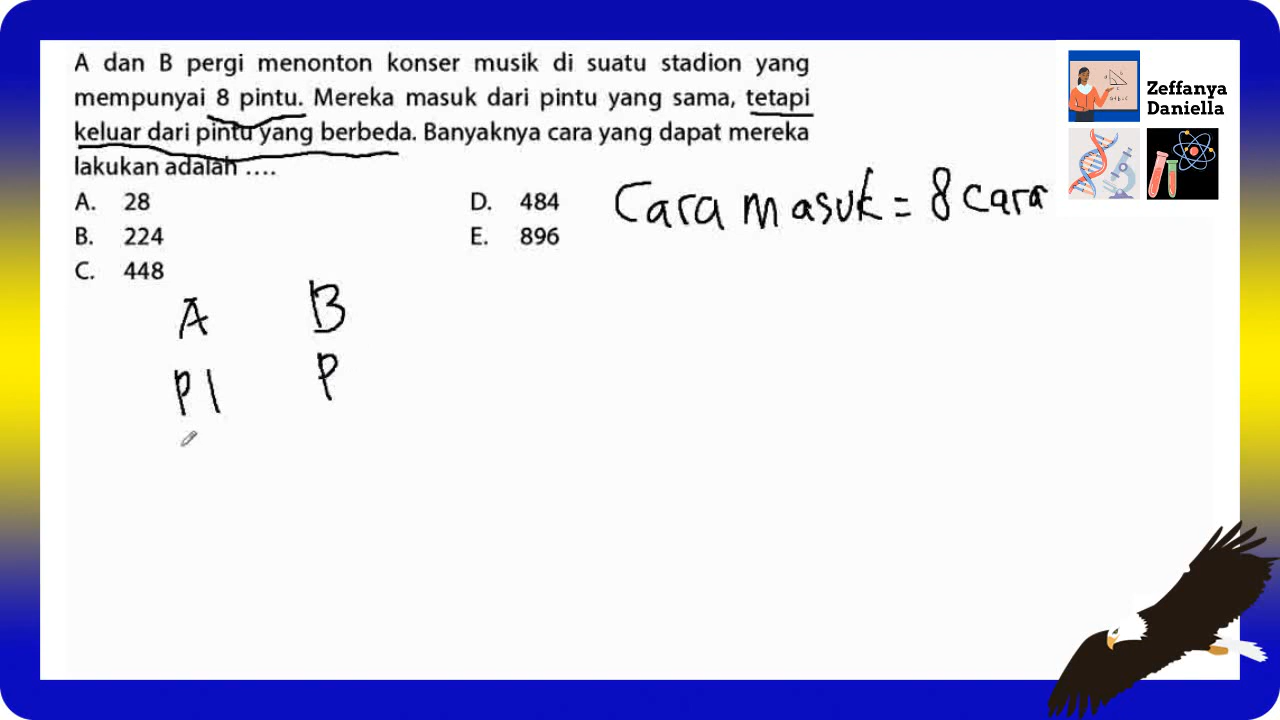 A dan B pergi menonton konser musik di suatu stadion yang
mempunyai 8 pintu. Mereka masuk dari pintu yang sama, tetapi
keluar dari pintu yang berbeda. Banyaknya cara yang dapat mereka
lakukan adalah ....
A. 28
B. 224
C. 448
D. 484
E. 896
Cara masuk = 8 cara
A B
P1 P
Zeffanya
Daniella